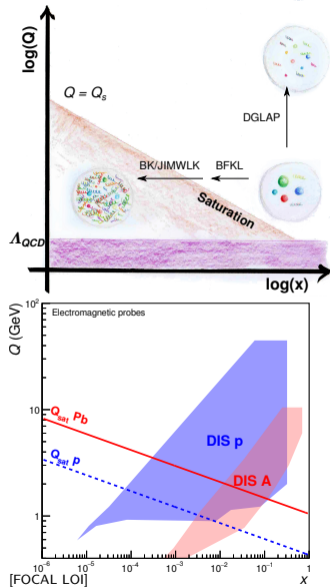 log(Q)
Q = Qs
DGLAP
BK/JIMWLK
BFKL
Saturation
ΛQCD
log(x)
Q (GeV)
10²
Electromagnetic probes
10
Qsat Pb
Qsat p
DIS p
DIS A
1
10⁻⁶ 10⁻⁵ 10⁻⁴ 10⁻³ 10⁻² 10⁻¹ 1
[FOCAL LOI] x